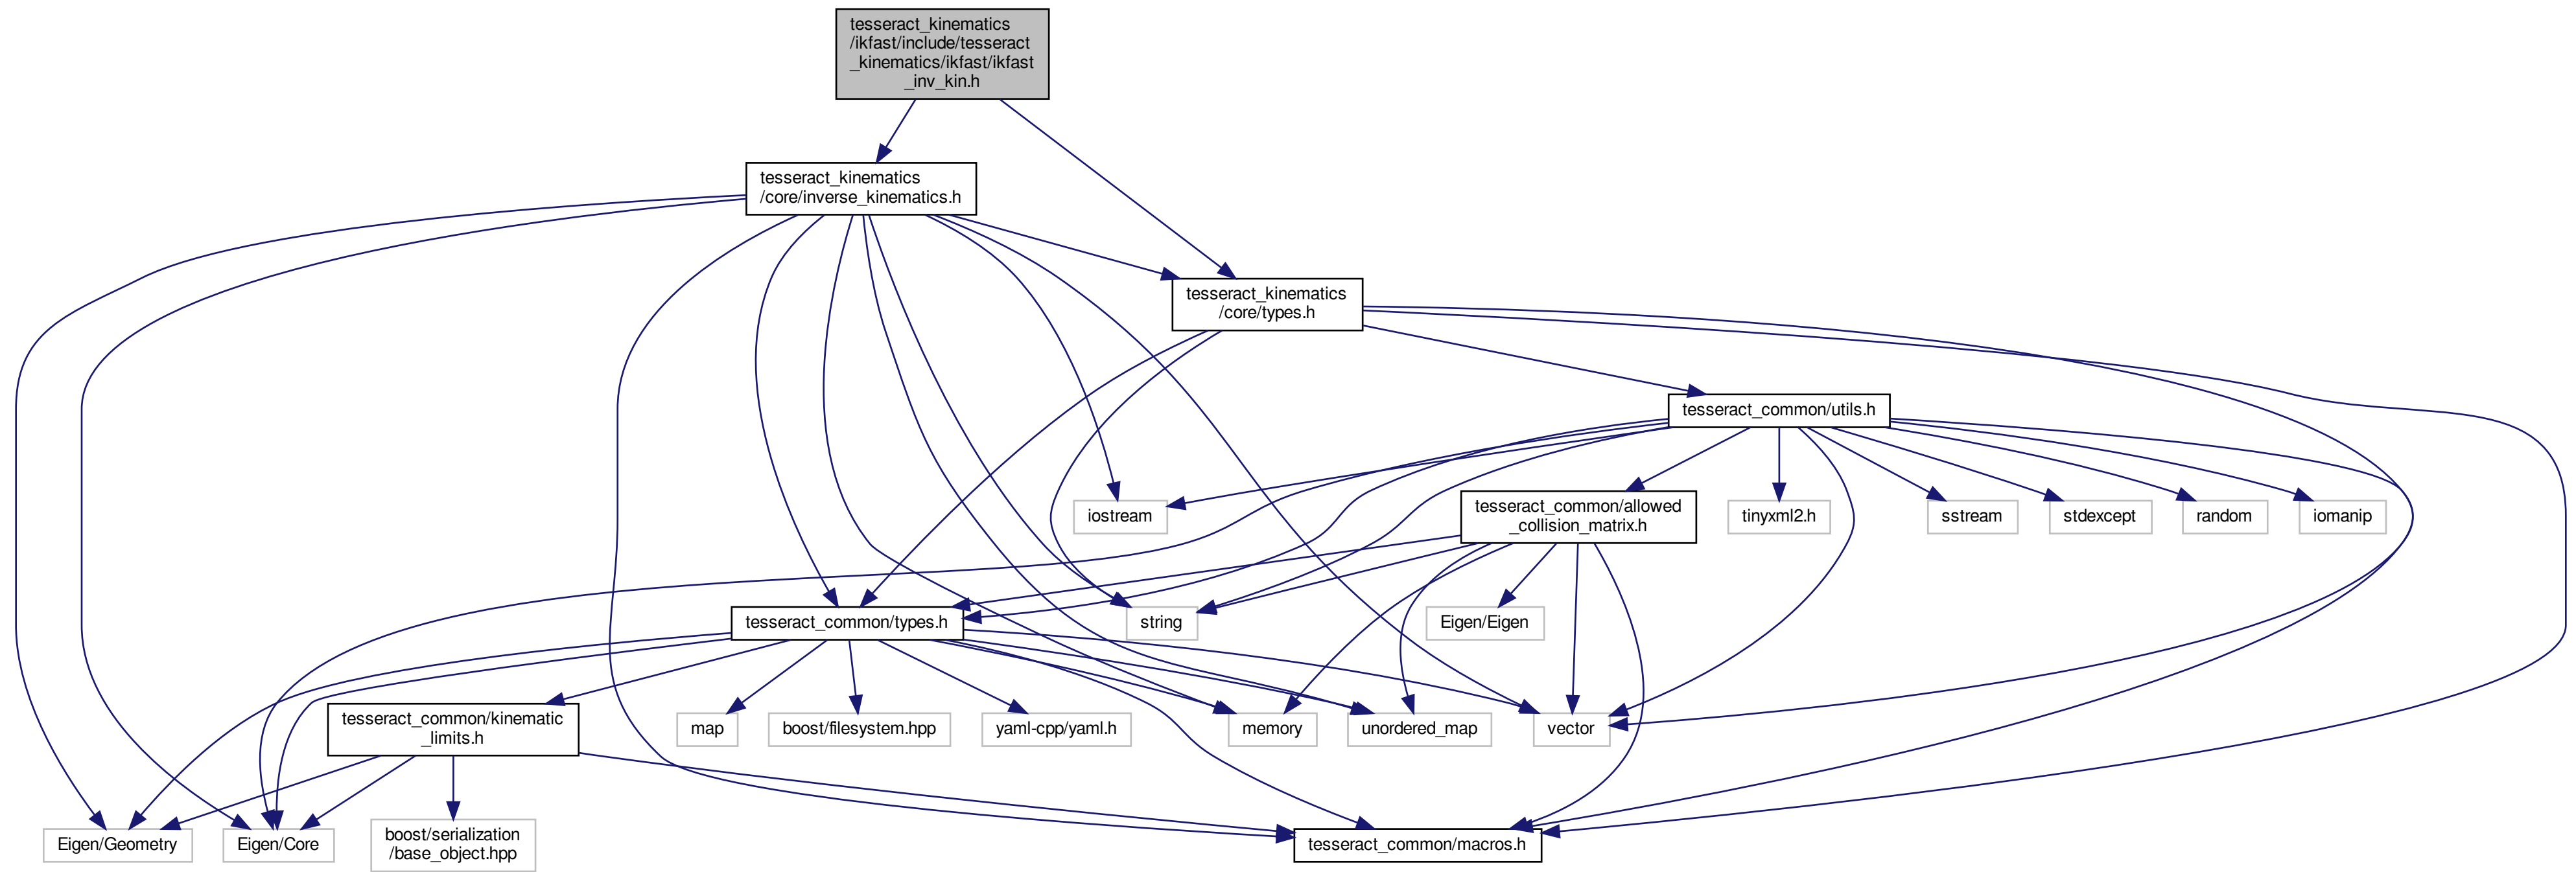 tesseract_kinematics
/ikfast/include/tesseract
_kinematics/ikfast/ikfast
_inv_kin.h
tesseract_kinematics
/core/inverse_kinematics.h
tesseract_kinematics
/core/types.h
tesseract_common/utils.h
iostream
tesseract_common/allowed
_collision_matrix.h
tinyxml2.h
sstream
stdexcept
random
iomanip
tesseract_common/types.h
string
Eigen/Eigen
tesseract_common/kinematic
_limits.h
map
boost/filesystem.hpp
yaml-cpp/yaml.h
memory
unordered_map
vector
Eigen/Geometry
Eigen/Core
boost/serialization
/base_object.hpp
tesseract_common/macros.h